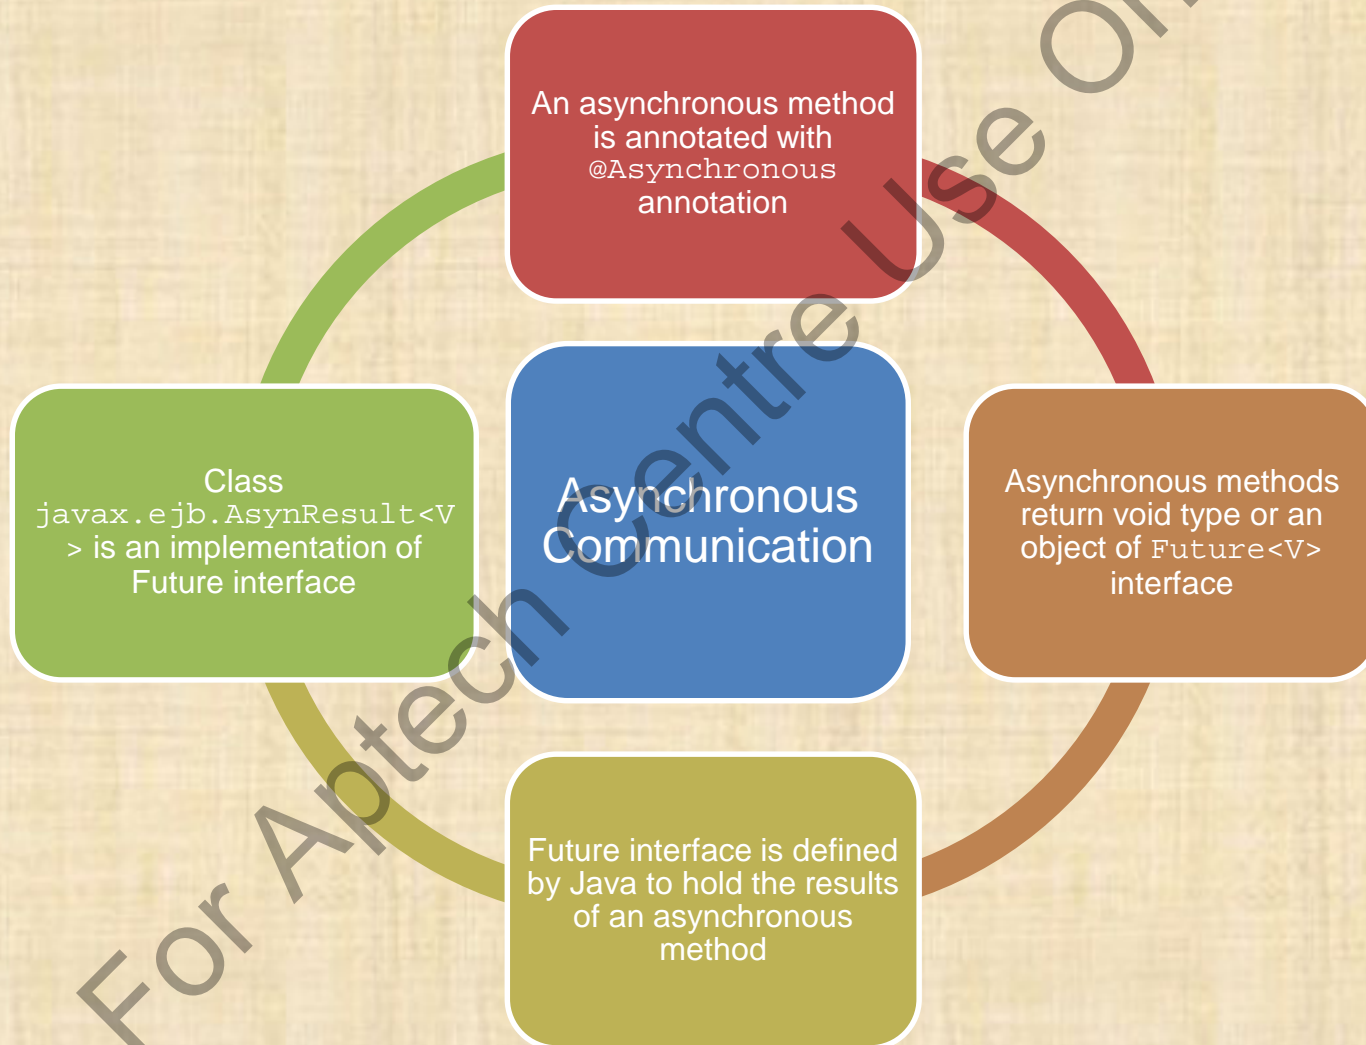 An asynchronous method
is annotated with
@Asynchronous
annotation
Asynchronous methods
return void type or an
object of Future<V>
interface
Future interface is defined
by Java to hold the results
of an asynchronous
method
Class
javax.ejb.AsynResult<V
> is an implementation of
Future interface
Asynchronous
Communication
For Aptech Centre Use